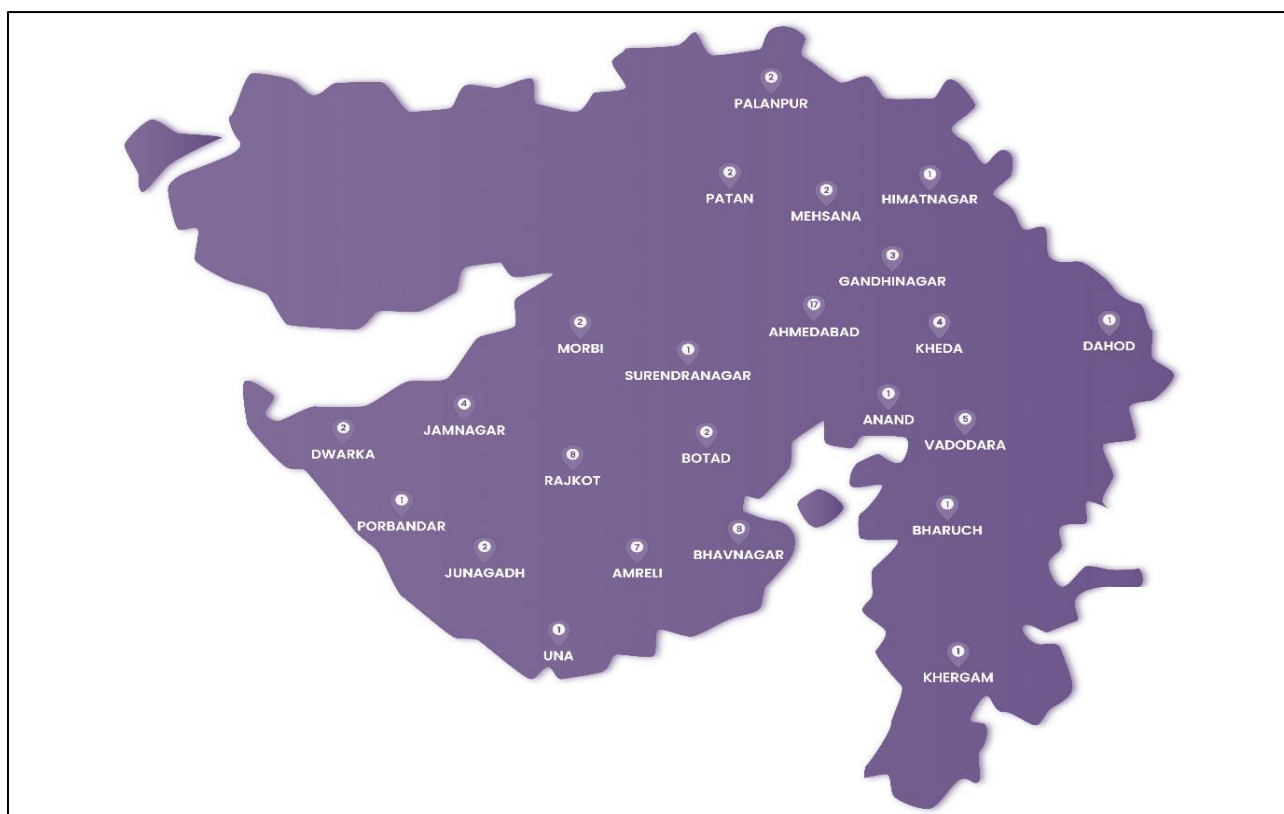 2
PALANPUR
2
PATAN
2
MEHSANA
1
HIMATNAGAR
3
GANDHINAGAR
17
AHMEDABAD
4
KHEDA
1
DAHOD
2
MORBI
1
SURENDRANAGAR
1
ANAND
5
VADODARA
4
JAMNAGAR
2
DWARKA
8
RAJKOT
2
BOTAD
1
PORBANDAR
2
JUNAGADH
7
AMRELI
8
BHAVNAGAR
1
BHARUCH
1
UNA
1
KHERGAM